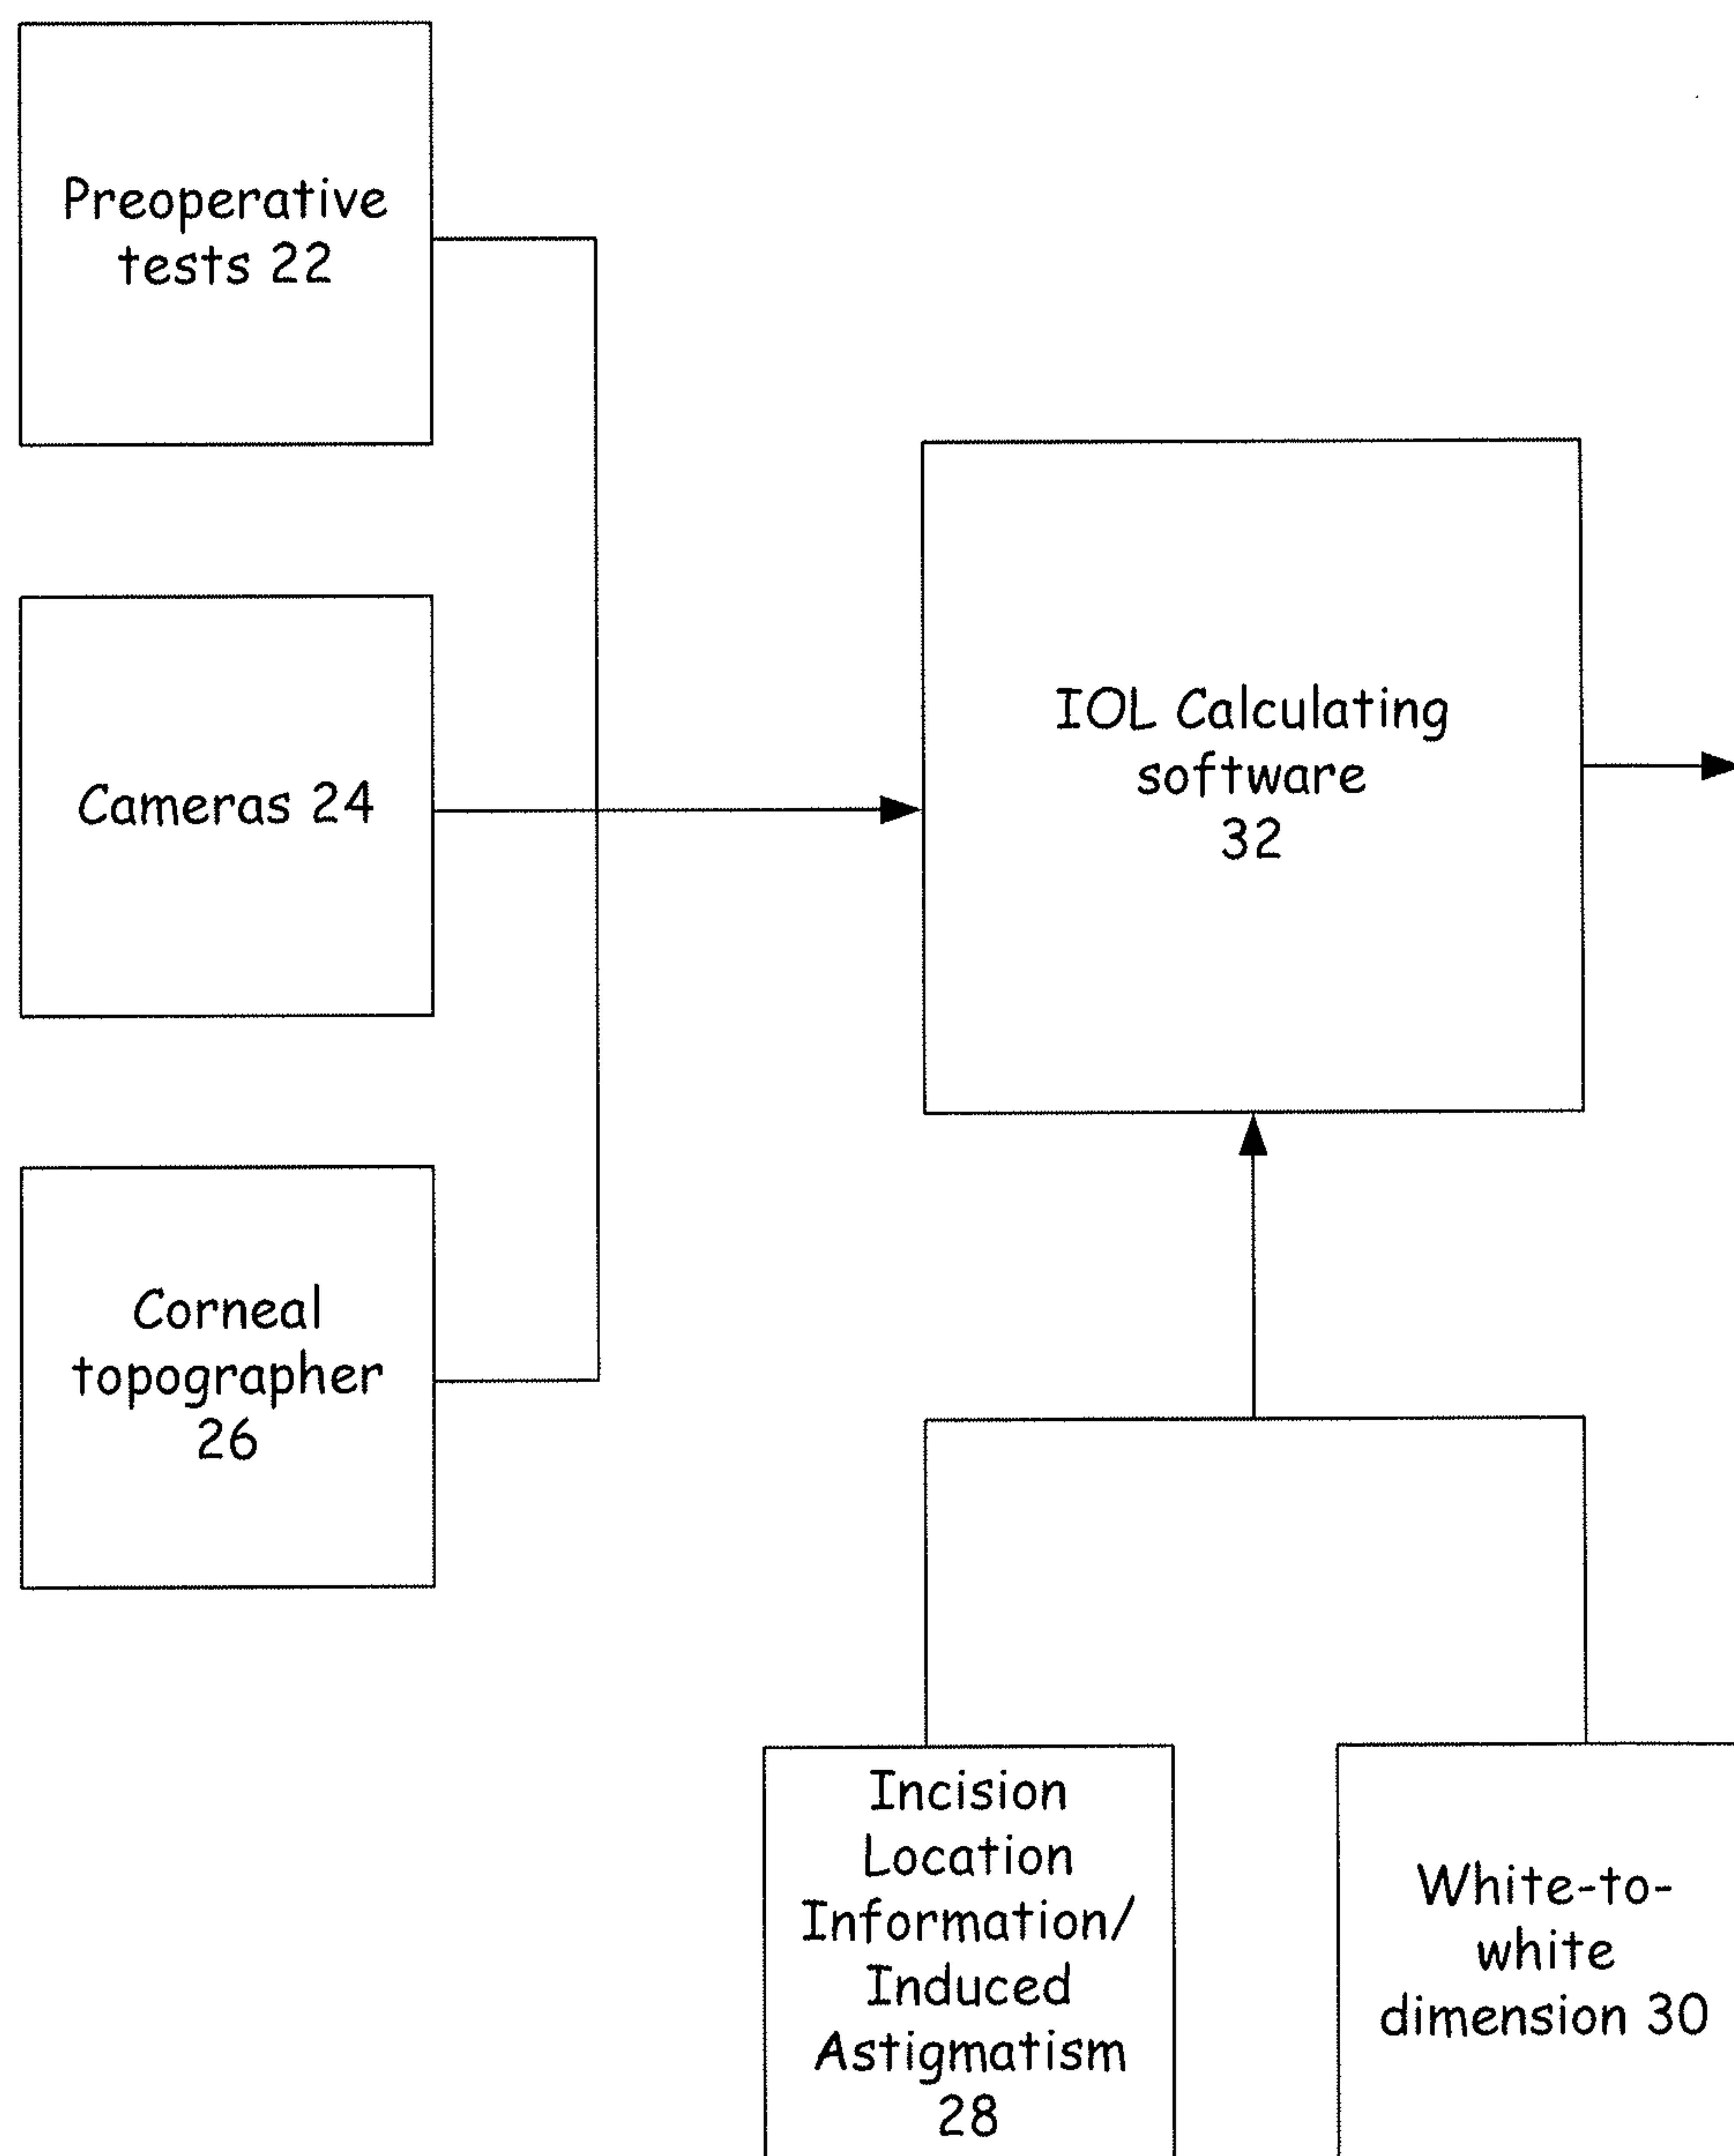 Preoperative
tests 22
Cameras 24
IOL Calculating
software
32
Corneal
topographer
26
Incision
Location
Information/
Induced
Astigmatism
28
White-to-
white
dimension 30